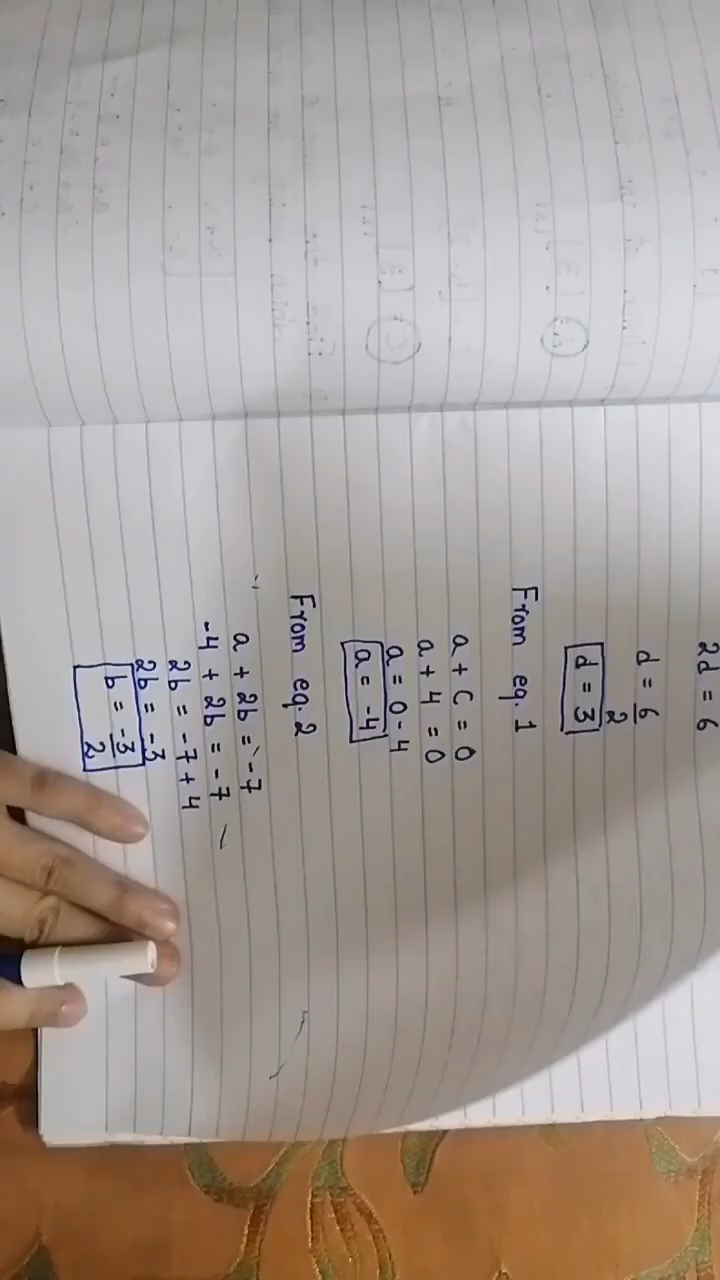 2d = 6
d = 6/2
d = 3
From eq. 1
a + c = 0
a + 4 = 0
a = 0 - 4
a = -4
From eq. 2
a + 2b = -7
-4 + 2b = -7
2b = -7 + 4
2b = -3
b = -3/2